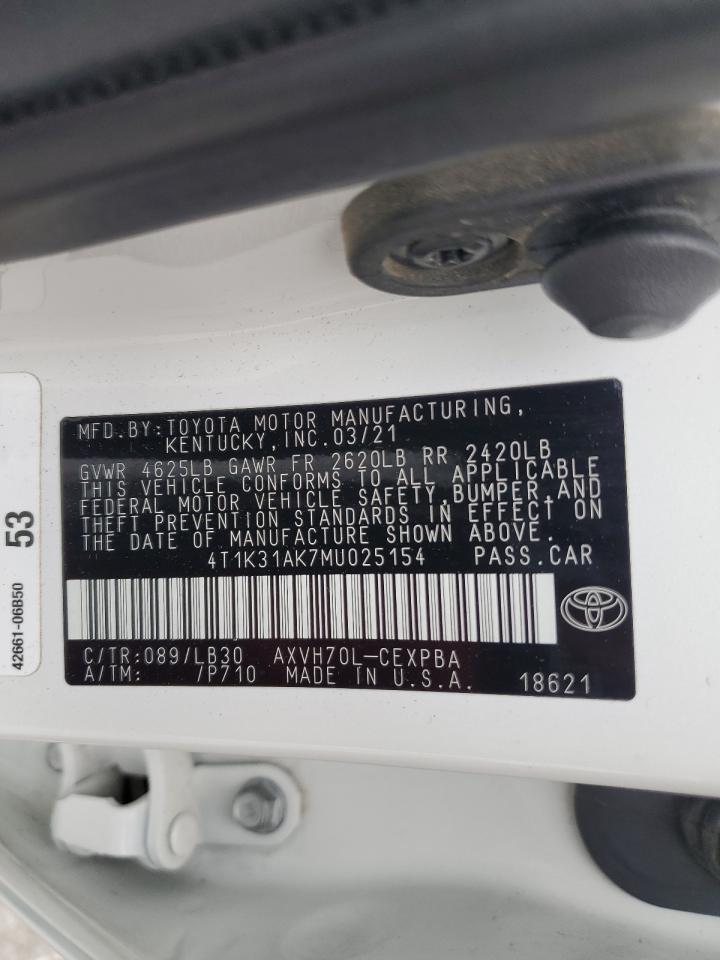 MFD.BY:TOYOTA MOTOR MANUFACTURING,
KENTUCKY,INC.03/21
GVWR 4625LB GAWR FR 2620LB RR 2420LB
THIS VEHICLE CONFORMS TO ALL APPLICABLE
FEDERAL MOTOR VEHICLE SAFETY,BUMPER,AND
THEFT PREVENTION STANDARDS IN EFFECT ON
THE DATE OF MANUFACTURE SHOWN ABOVE.
4T1K31AK7MU025154 PASS.CAR
C/TR:089/LB30 AXVH70L-CEXPBA
A/TM: /P710 MADE IN U.S.A. 18621
53
42661-06B50